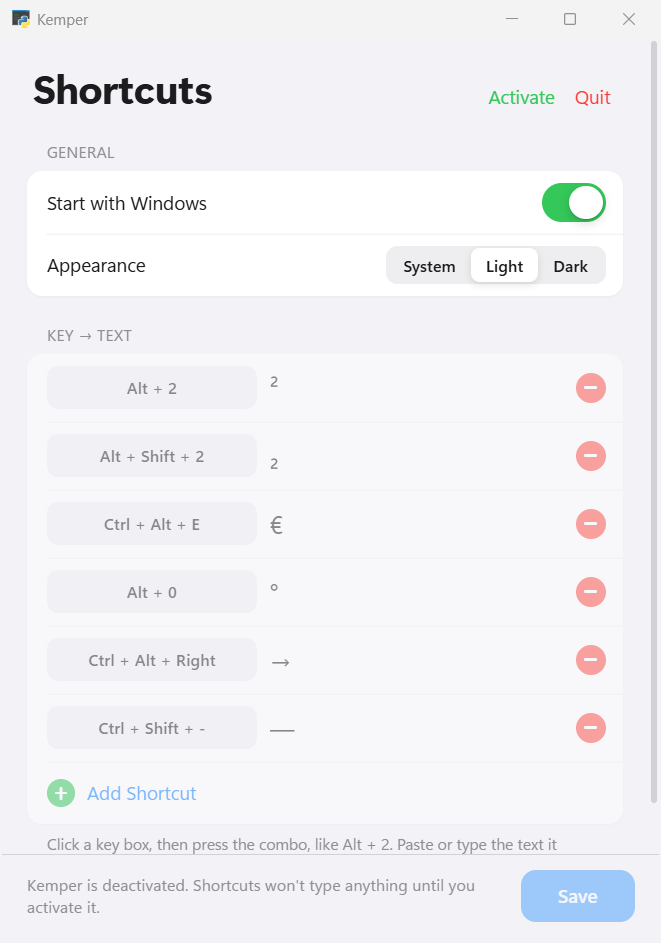 Kemper
Shortcuts
Activate Quit
GENERAL
Start with Windows
Appearance System Light Dark
KEY → TEXT
Alt + 2 ²
Alt + Shift + 2 ₂
Ctrl + Alt + E €
Alt + 0 °
Ctrl + Alt + Right →
Ctrl + Shift + - —
Add Shortcut
Click a key box, then press the combo, like Alt + 2. Paste or type the text it
Kemper is deactivated. Shortcuts won't type anything until you
activate it.
Save